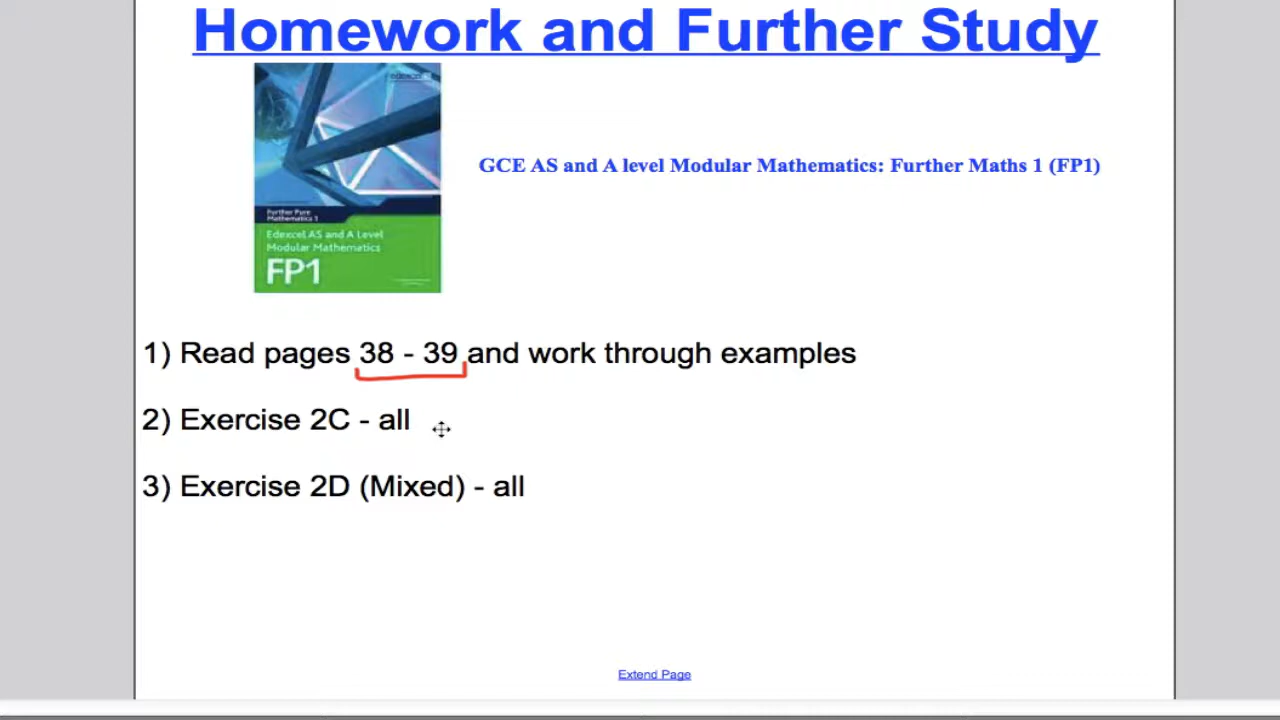 Homework and Further Study
edexcel
GCE AS and A level Modular Mathematics: Further Maths 1 (FP1)
Further Pure
Mathematics 1
Edexcel AS and A Level
Modular Mathematics
FP1
1) Read pages 38 - 39 and work through examples
2) Exercise 2C - all
3) Exercise 2D (Mixed) - all
Extend Page